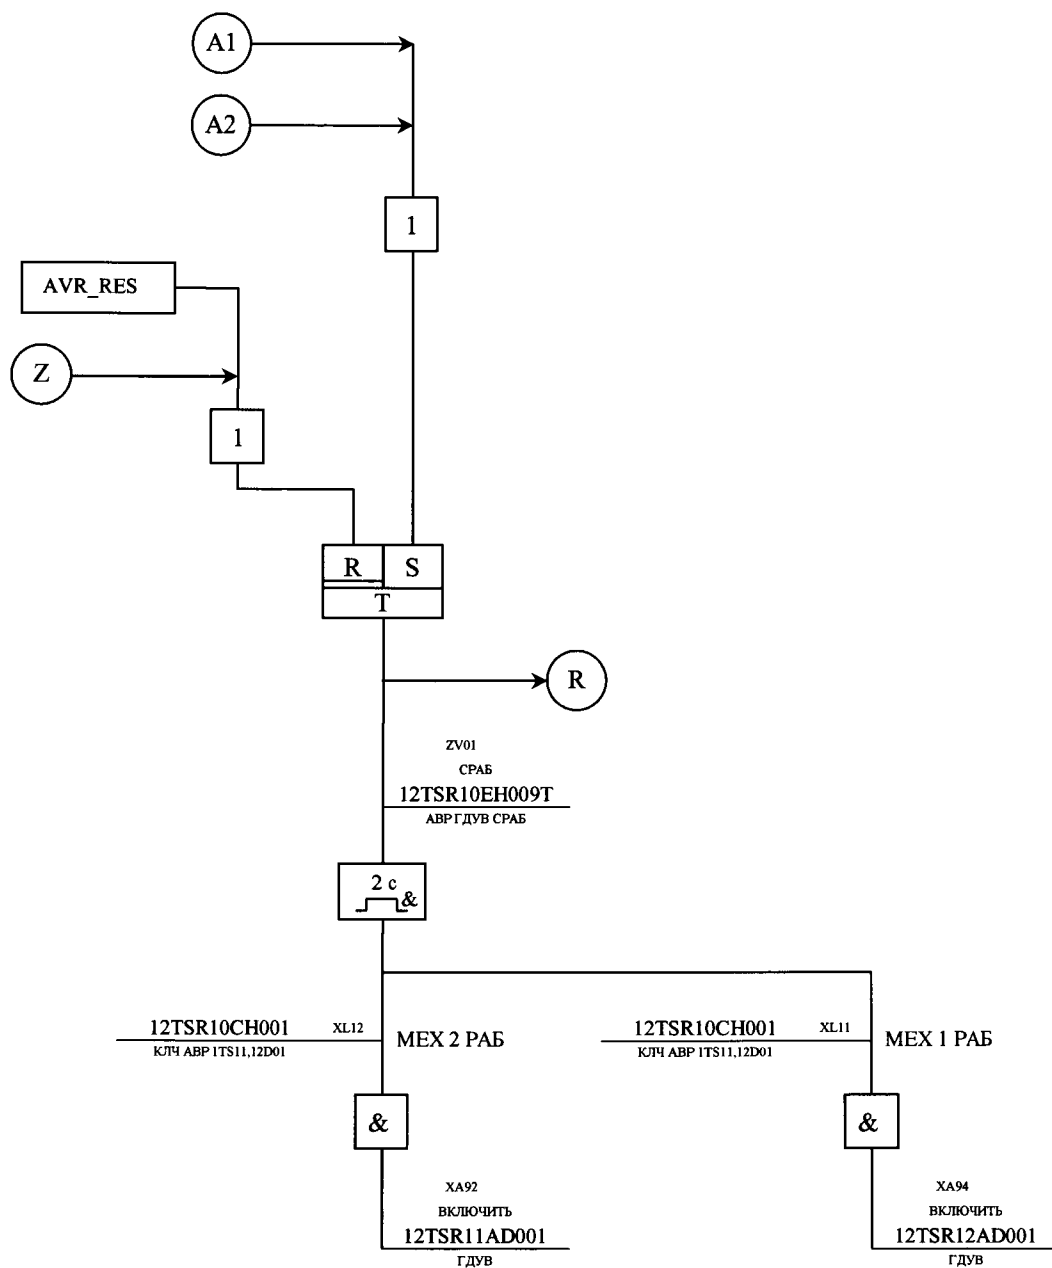 A1
A2
1
AVR_RES
Z
1
R S
T
R
ZV01
СРАБ
12TSR10EH009T
АВР ГДУВ СРАБ
2 с
&
12TSR10CH001 XL12
КЛЧ АВР 1TS11,12D01
МЕХ 2 РАБ
12TSR10CH001 XL11
КЛЧ АВР 1TS11,12D01
МЕХ 1 РАБ
&
&
XA92
ВКЛЮЧИТЬ
12TSR11AD001
ГДУВ
XA94
ВКЛЮЧИТЬ
12TSR12AD001
ГДУВ